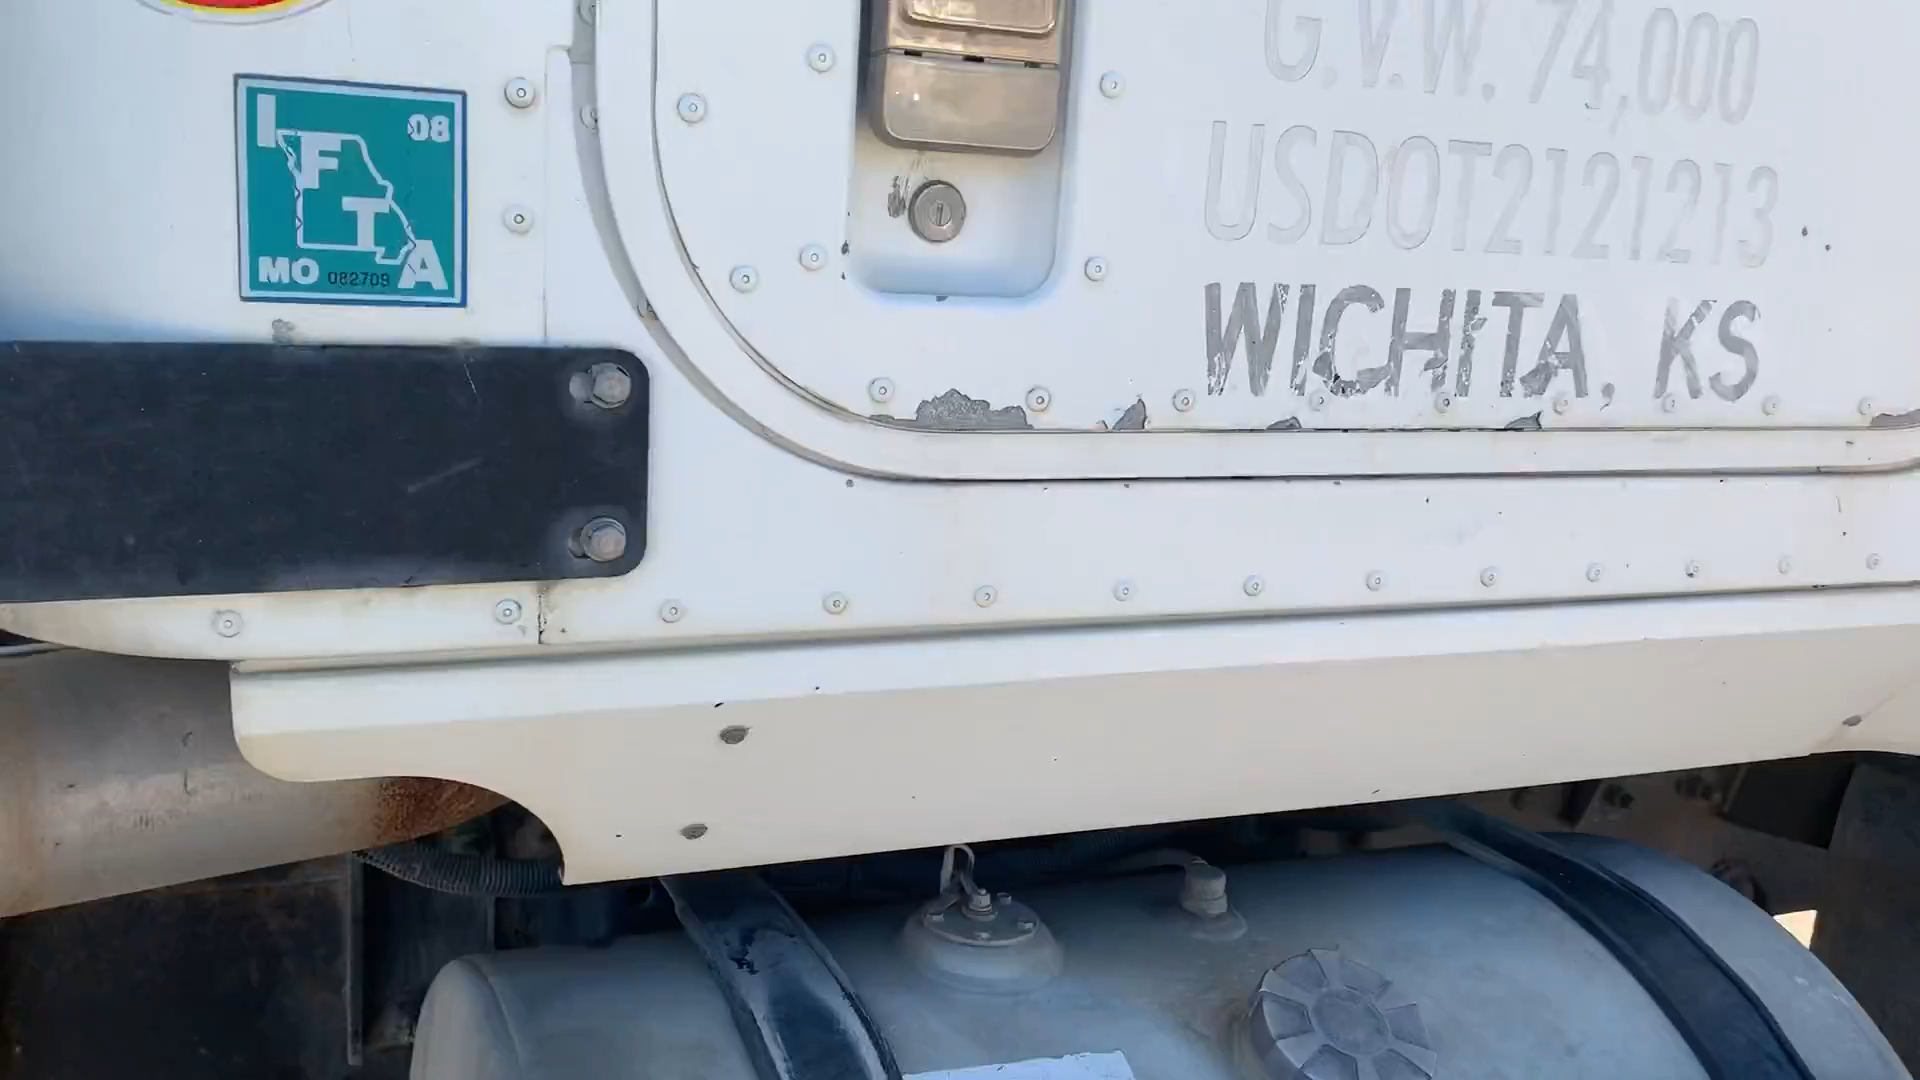 G.V.W. 74,000
USDOT2121213
WICHITA, KS
IFTA
08
MO 082709